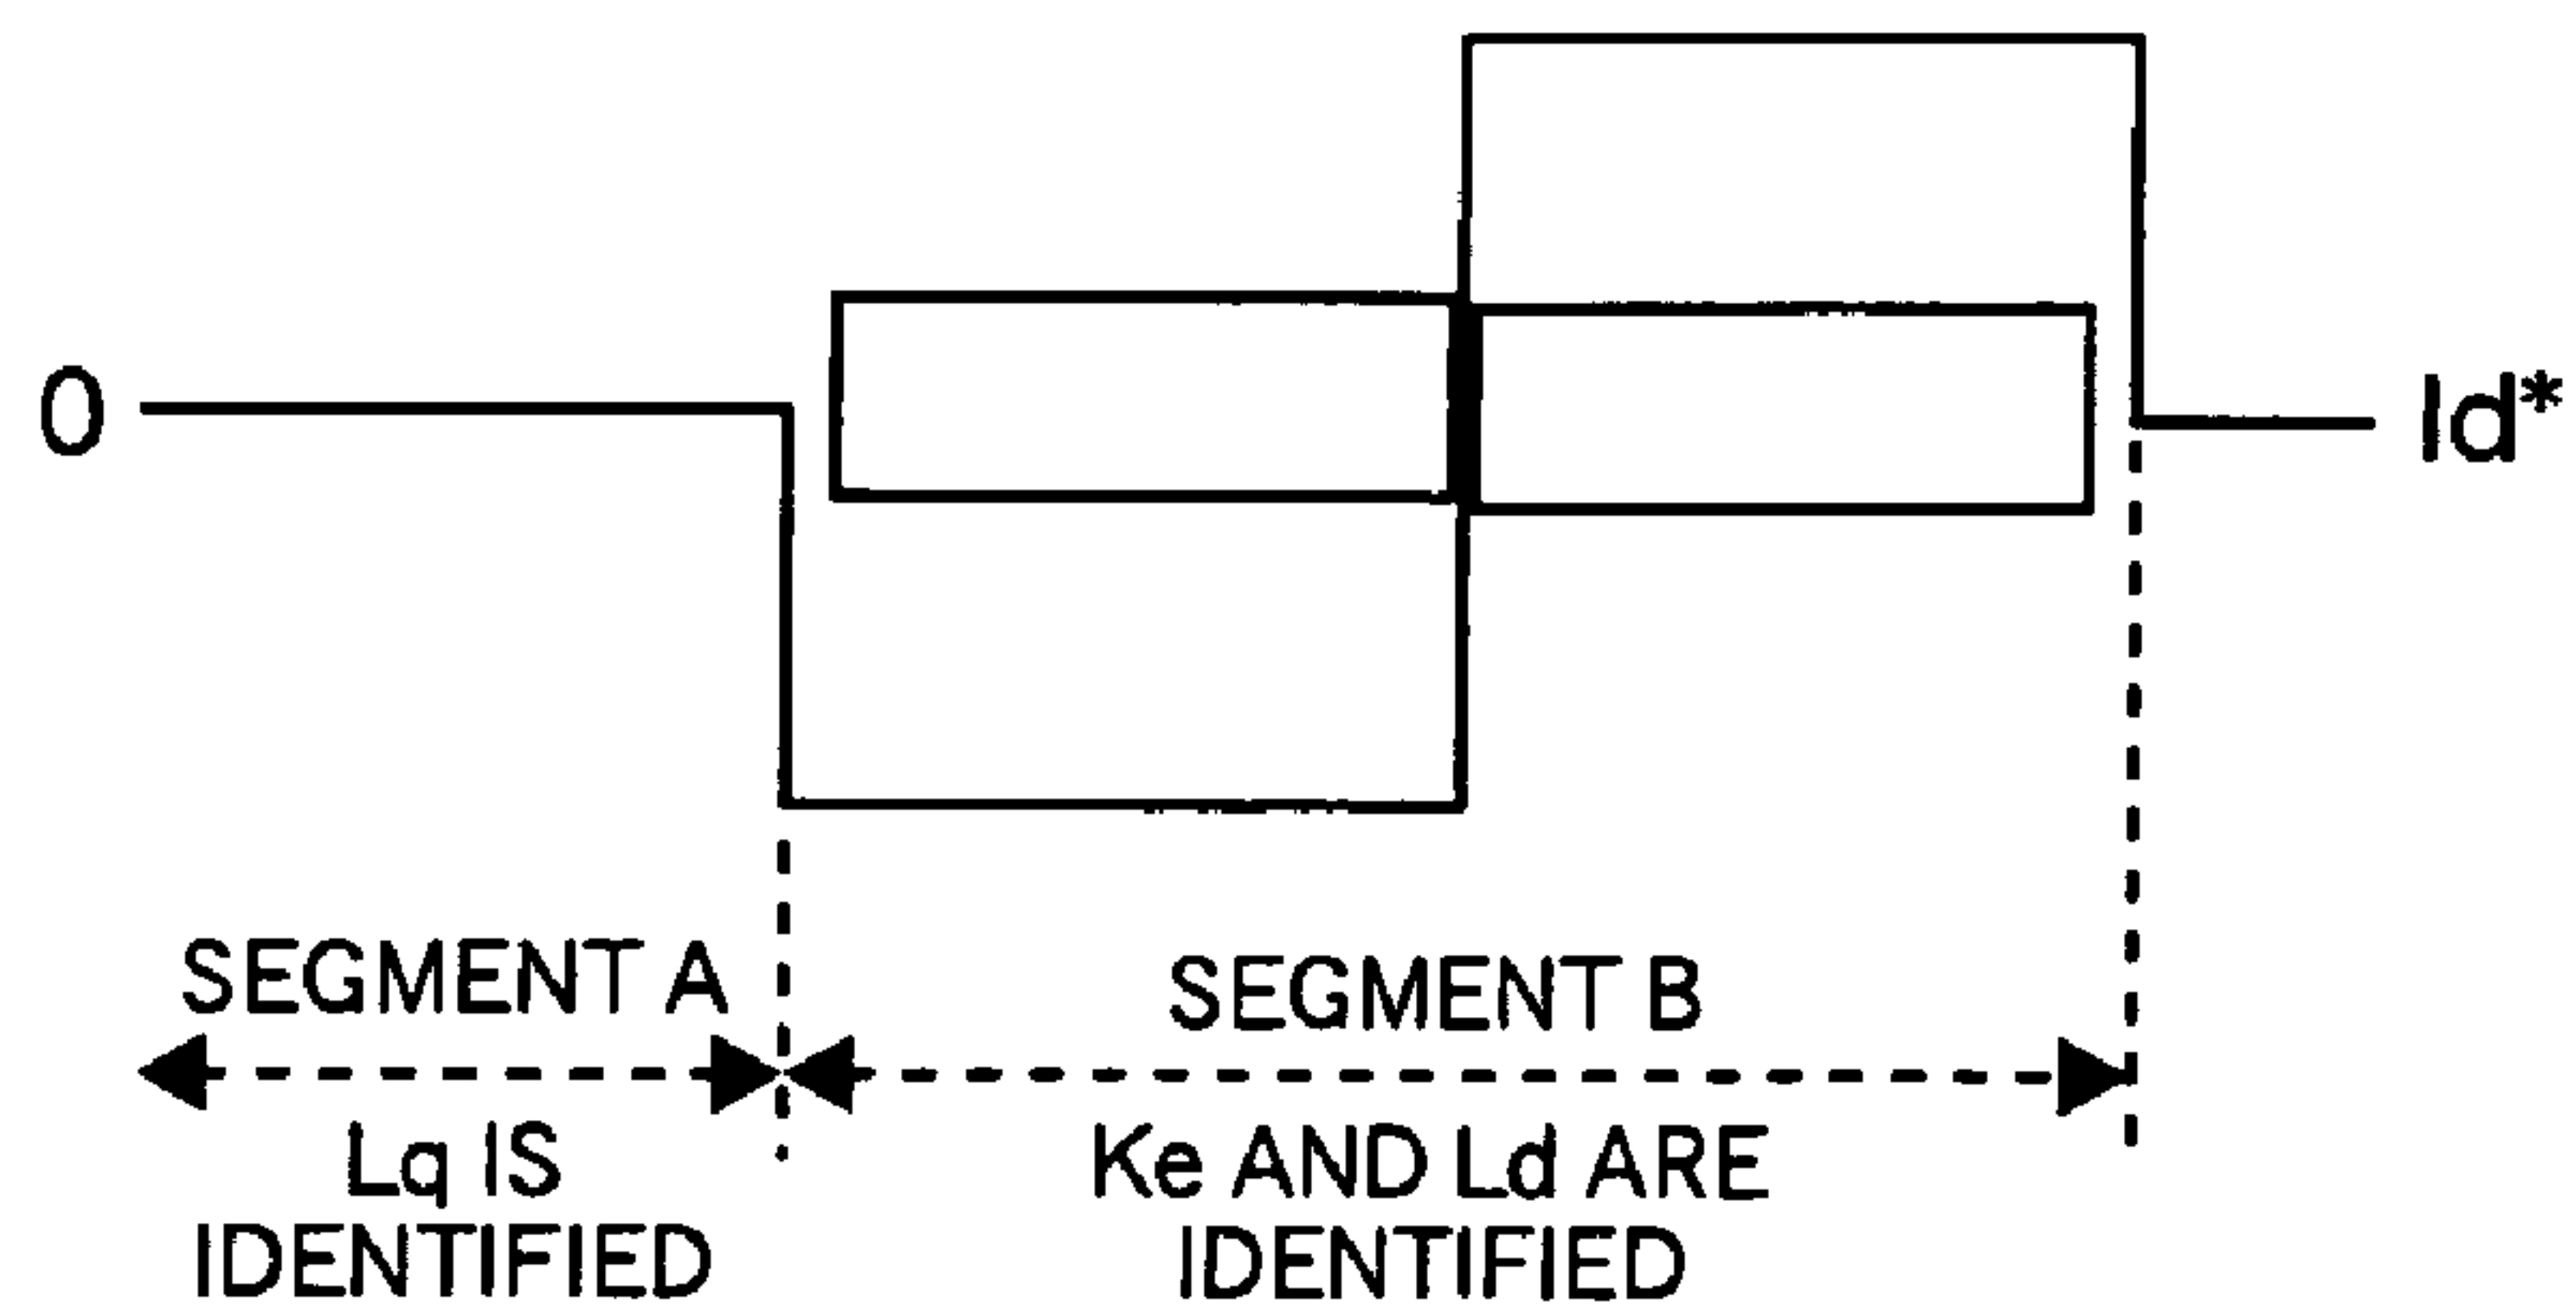 0
Id*
SEGMENT A
SEGMENT B
Lq IS
IDENTIFIED
Ke AND Ld ARE
IDENTIFIED